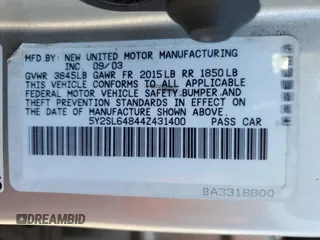 MFD. BY: NEW UNITED MOTOR MANUFACTURING
INC. 09/03
GVWR 3845LB GAWR FR 2015LB RR 1850LB
THIS VEHICLE CONFORMS TO ALL APPLICABLE
FEDERAL MOTOR VEHICLE SAFETY, BUMPER, AND
THEFT PREVENTION STANDARDS IN EFFECT ON
THE DATE OF MANUFACTURE SHOWN ABOVE.
5Y2SL64844Z431400 PASS CAR
BA3318B00
DREAMBID